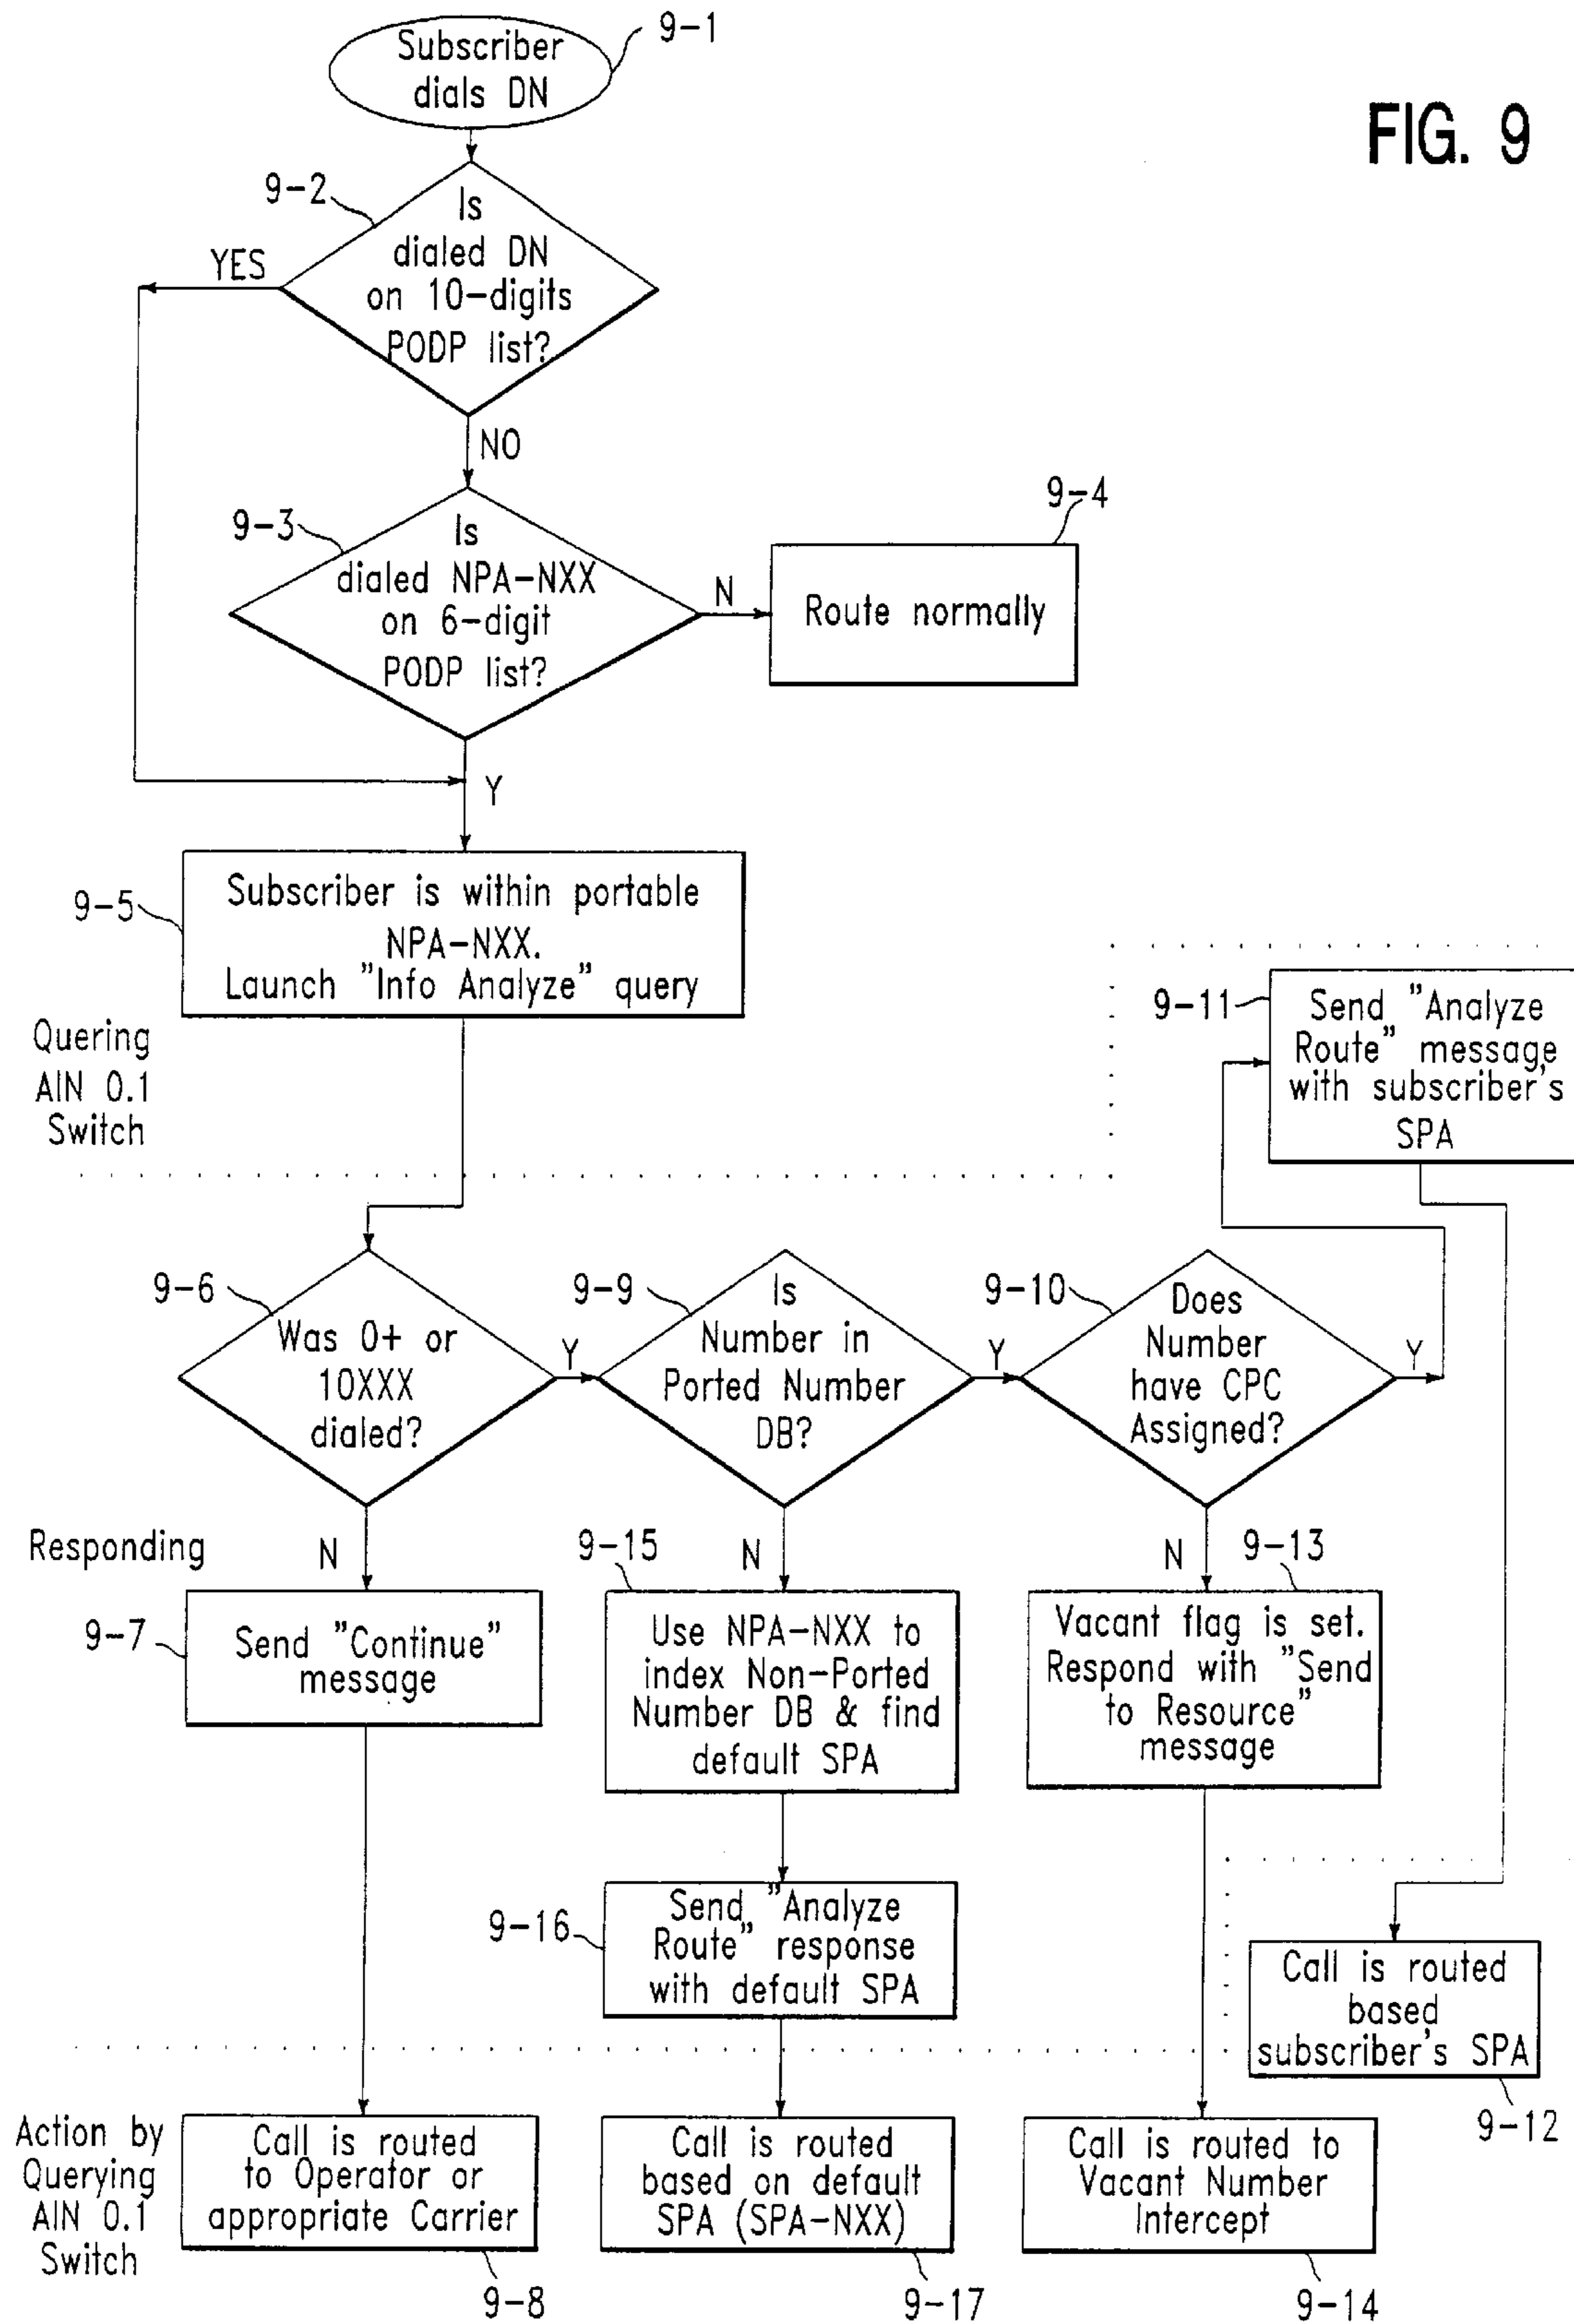 9-1
Subscriber
dials DN
FIG. 9
9-2
Is
dialed DN
on 10-digits
PODP list?
YES
NO
9-3
Is
dialed NPA-NXX
on 6-digit
PODP list?
N
9-4
Route normally
Y
9-5
Subscriber is within portable
NPA-NXX.
Launch "Info Analyze" query
Quering
AIN 0.1
Switch
9-11
Send "Analyze
Route" message
with subscriber's
SPA
9-6
Was 0+ or
10XXX
dialed?
Y
9-9
Is
Number in
Ported Number
DB?
Y
9-10
Does
Number
have CPC
Assigned?
Y
Responding
N
9-7
Send "Continue"
message
9-15
N
Use NPA-NXX to
index Non-Ported
Number DB & find
default SPA
N
9-13
Vacant flag is set.
Respond with "Send
to Resource"
message
9-16
Send "Analyze
Route" response
with default SPA
Call is routed
based
subscriber's SPA
9-12
Action by
Querying
AIN 0.1
Switch
Call is routed
to Operator or
appropriate Carrier
9-8
Call is routed
based on default
SPA (SPA-NXX)
9-17
Call is routed to
Vacant Number
Intercept
9-14